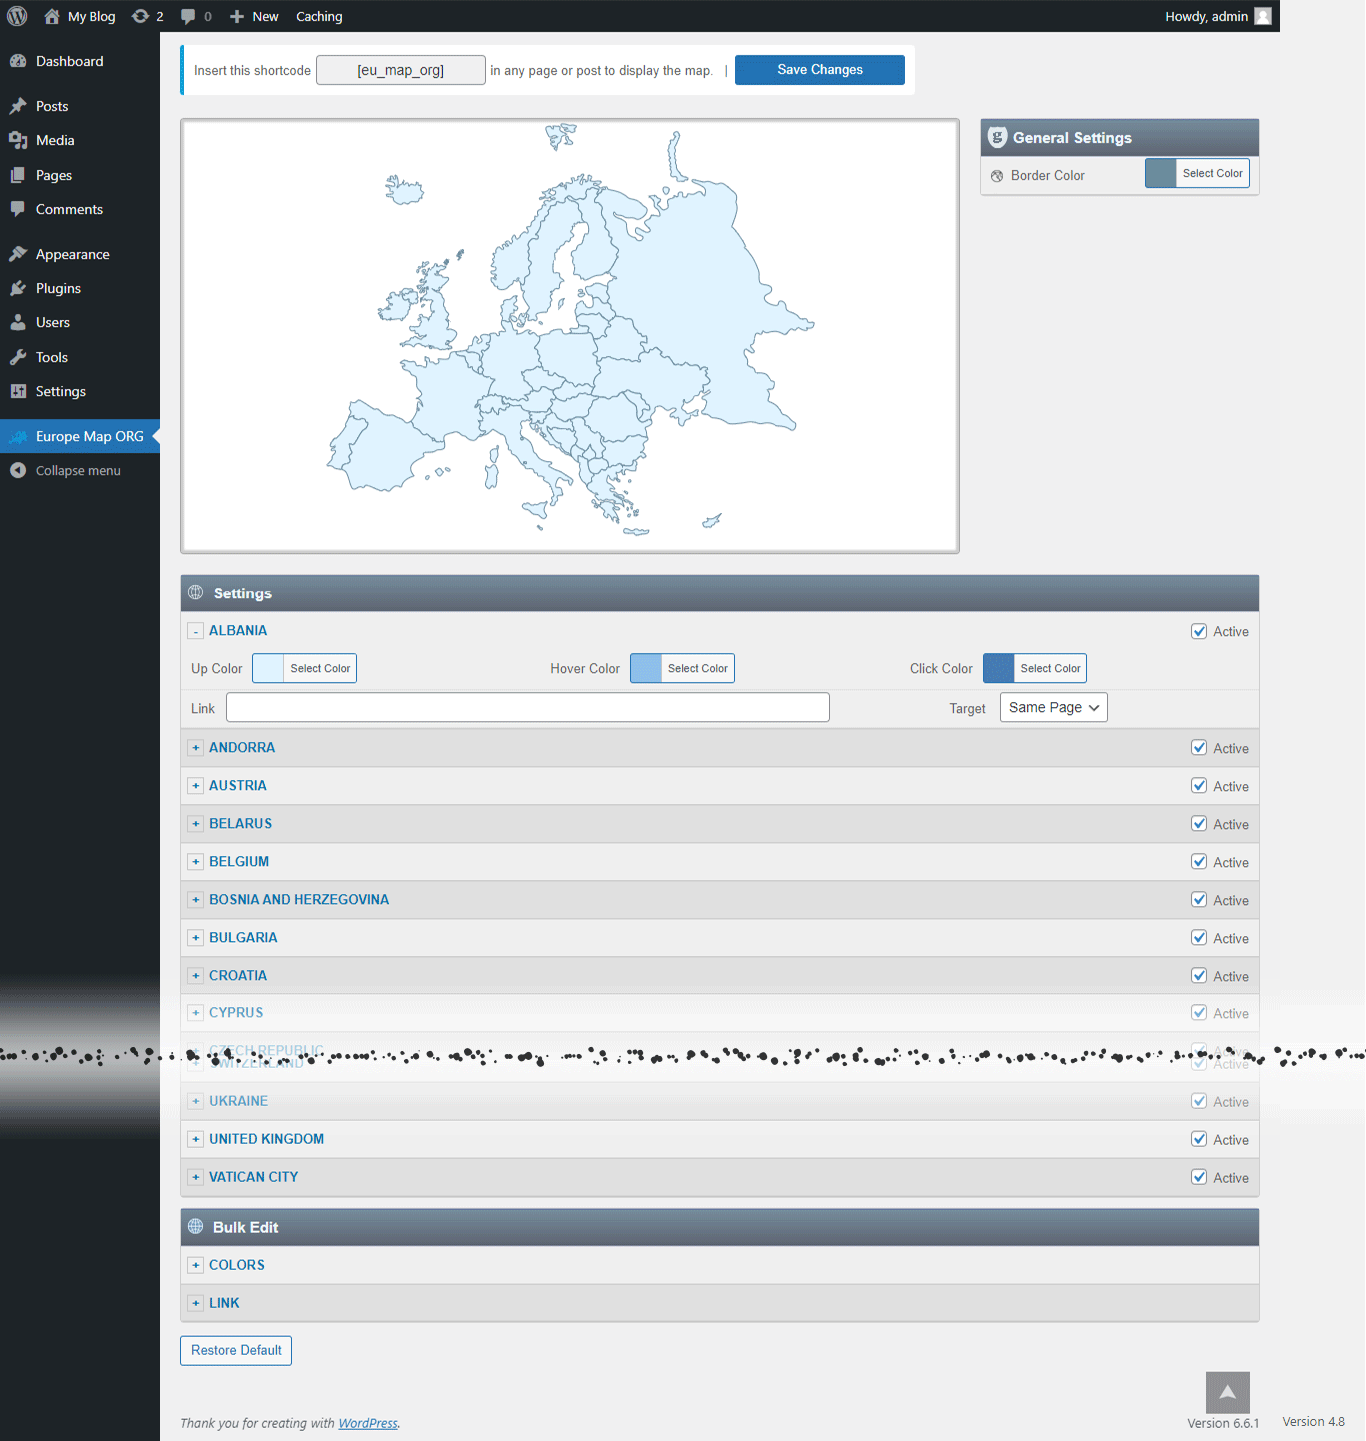 My Blog 2 0 New Caching Howdy, admin
Dashboard
Posts
Media
Pages
Comments
Appearance
Plugins
Users
Tools
Settings
Europe Map ORG
Collapse menu
Insert this shortcode [eu_map_org] in any page or post to display the map. | Save Changes
General Settings
Border Color Select Color
Settings
- ALBANIA Active
Up Color Select Color Hover Color Select Color Click Color Select Color
Link Target Same Page
+ ANDORRA Active
+ AUSTRIA Active
+ BELARUS Active
+ BELGIUM Active
+ BOSNIA AND HERZEGOVINA Active
+ BULGARIA Active
+ CROATIA Active
+ CYPRUS Active
+ CZECH REPUBLIC Active
+ SWITZERLAND Active
+ UKRAINE Active
+ UNITED KINGDOM Active
+ VATICAN CITY Active
Bulk Edit
+ COLORS
+ LINK
Restore Default
Thank you for creating with WordPress. Version 6.6.1 Version 4.8